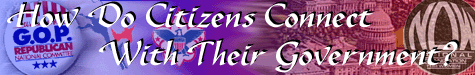 How Do Citizens Connect
With Their Government?
G.O.P.
REPUBLICAN
NATIONAL COMMITTEE